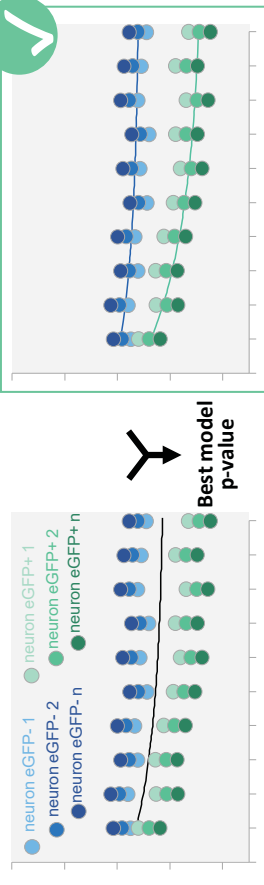 neuron eGFP- 1
neuron eGFP- 2
neuron eGFP- n
neuron eGFP+ 1
neuron eGFP+ 2
neuron eGFP+ n
Best model
p-value